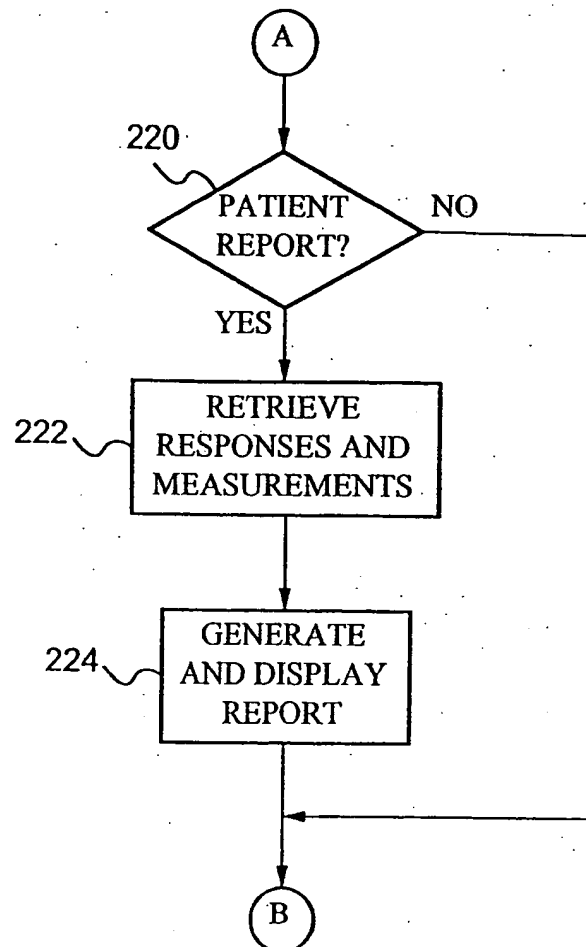 A
220
PATIENT
REPORT?
NO
YES
222
RETRIEVE
RESPONSES AND
MEASUREMENTS
224
GENERATE
AND DISPLAY
REPORT
B